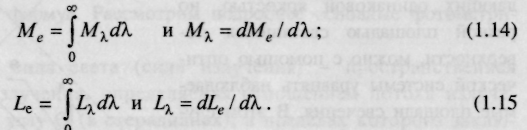 M_e = ∫_0^∞ M_λ dλ и M_λ = dM_e / dλ ; (1.14)
L_e = ∫_0^∞ L_λ dλ и L_λ = dL_e / dλ . (1.15